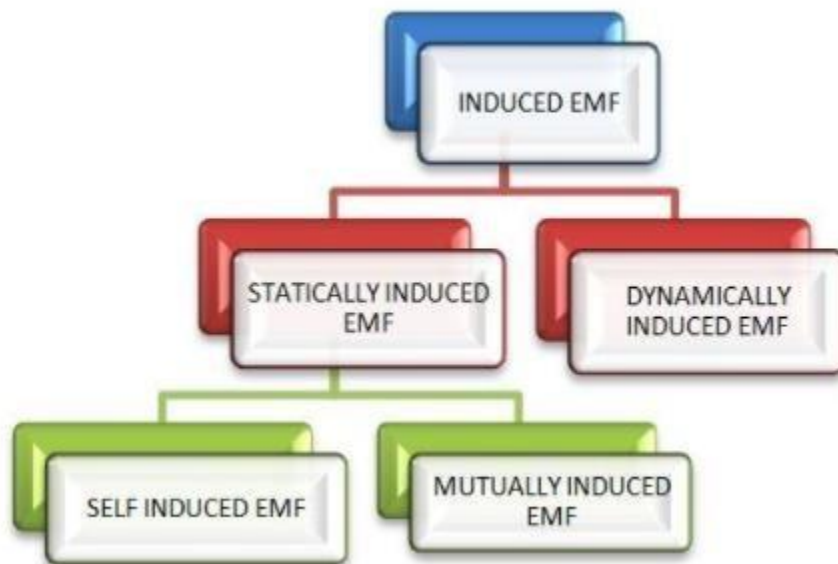 INDUCED EMF
STATICALLY INDUCED
EMF
DYNAMICALLY
INDUCED EMF
SELF INDUCED EMF
MUTUALLY INDUCED
EMF